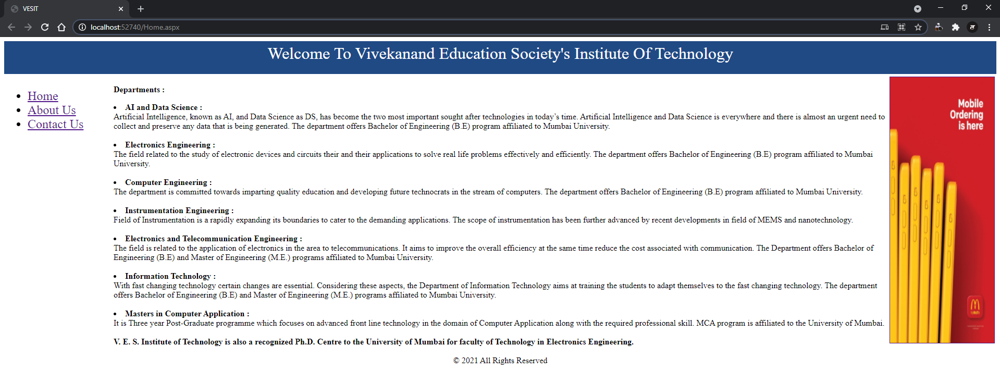 VESIT
localhost:52740/Home.aspx
Welcome To Vivekanand Education Society's Institute Of Technology
Home
About Us
Contact Us
Departments :
AI and Data Science :
Artificial Intelligence, known as AI, and Data Science as DS, has become the two most important sought after technologies in today’s time. Artificial Intelligence and Data Science is everywhere and there is almost an urgent need to
collect and preserve any data that is being generated. The department offers Bachelor of Engineering (B.E) program affiliated to Mumbai University.
Electronics Engineering :
The field related to the study of electronic devices and circuits their and their applications to solve real life problems effectively and efficiently. The department offers Bachelor of Engineering (B.E) program affiliated to Mumbai
University.
Computer Engineering :
The department is committed towards imparting quality education and developing future technocrats in the stream of computers. The department offers Bachelor of Engineering (B.E) program affiliated to Mumbai University.
Instrumentation Engineering :
Field of Instrumentation is a rapidly expanding its boundaries to cater to the demanding applications. The scope of instrumentation has been further advanced by recent developments in field of MEMS and nanotechnology.
Electronics and Telecommunication Engineering :
The field is related to the application of electronics in the area to telecommunications. It aims to improve the overall efficiency at the same time reduce the cost associated with communication. The Department offers Bachelor of
Engineering (B.E) and Master of Engineering (M.E.) programs affiliated to Mumbai University.
Information Technology :
With fast changing technology certain changes are essential. Considering these aspects, the Department of Information Technology aims at training the students to adapt themselves to the fast changing technology. The department
offers Bachelor of Engineering (B.E) and Master of Engineering (M.E.) programs affiliated to Mumbai University.
Masters in Computer Application :
It is Three year Post-Graduate programme which focuses on advanced front line technology in the domain of Computer Application along with the required professional skill. MCA program is affiliated to the University of Mumbai.
V. E. S. Institute of Technology is also a recognized Ph.D. Centre to the University of Mumbai for faculty of Technology in Electronics Engineering.
Mobile
Ordering
is here
© 2021 All Rights Reserved